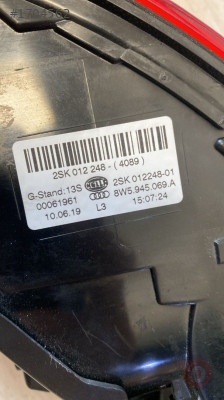 2SK 012 248-(4089)
G-Stand:13S HELLA 2SK 012248-01
00061961 8W5.945.069.A
10.06.19 L3 15:07:24